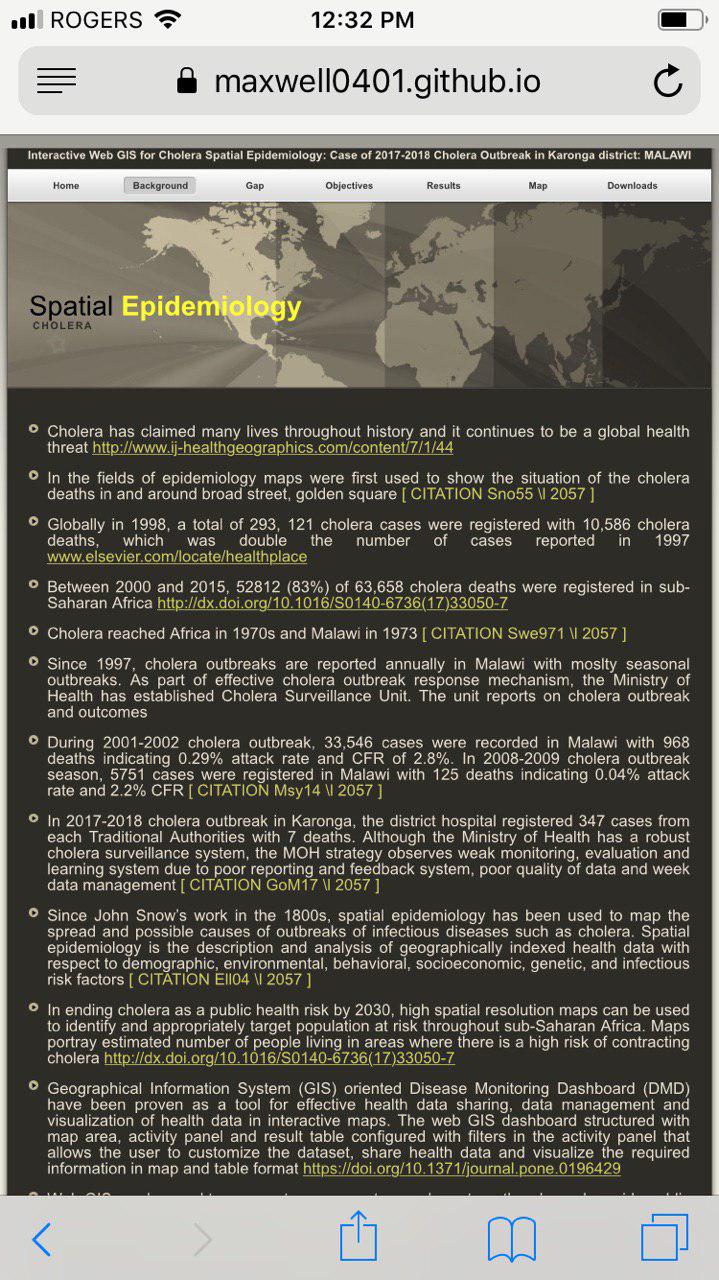 ROGERS 12:32 PM
maxwell0401.github.io
Interactive Web GIS for Cholera Spatial Epidemiology: Case of 2017-2018 Cholera Outbreak in Karonga district: MALAWI
Home Background Gap Objectives Results Map Downloads
Spatial Epidemiology
CHOLERA
Cholera has claimed many lives throughout history and it continues to be a global health
threat http://www.ij-healthgeographics.com/content/7/1/44
In the fields of epidemiology maps were first used to show the situation of the cholera
deaths in and around broad street, golden square [ CITATION Sno55 \l 2057 ]
Globally in 1998, a total of 293, 121 cholera cases were registered with 10,586 cholera
deaths, which was double the number of cases reported in 1997
www.elsevier.com/locate/healthplace
Between 2000 and 2015, 52812 (83%) of 63,658 cholera deaths were registered in sub-
Saharan Africa http://dx.doi.org/10.1016/S0140-6736(17)33050-7
Cholera reached Africa in 1970s and Malawi in 1973 [ CITATION Swe971 \l 2057 ]
Since 1997, cholera outbreaks are reported annually in Malawi with moslty seasonal
outbreaks. As part of effective cholera outbreak response mechanism, the Ministry of
Health has established Cholera Surveillance Unit. The unit reports on cholera outbreak
and outcomes
During 2001-2002 cholera outbreak, 33,546 cases were recorded in Malawi with 968
deaths indicating 0.29% attack rate and CFR of 2.8%. In 2008-2009 cholera outbreak
season, 5751 cases were registered in Malawi with 125 deaths indicating 0.04% attack
rate and 2.2% CFR [ CITATION Msy14 \l 2057 ]
In 2017-2018 cholera outbreak in Karonga, the district hospital registered 347 cases from
each Traditional Authorities with 7 deaths. Although the Ministry of Health has a robust
cholera surveillance system, the MOH strategy observes weak monitoring, evaluation and
learning system due to poor reporting and feedback system, poor quality of data and week
data management [ CITATION GoM17 \l 2057 ]
Since John Snow's work in the 1800s, spatial epidemiology has been used to map the
spread and possible causes of outbreaks of infectious diseases such as cholera. Spatial
epidemiology is the description and analysis of geographically indexed health data with
respect to demographic, environmental, behavioral, socioeconomic, genetic, and infectious
risk factors [ CITATION Ell04 \l 2057 ]
In ending cholera as a public health risk by 2030, high spatial resolution maps can be used
to identify and appropriately target population at risk throughout sub-Saharan Africa. Maps
portray estimated number of people living in areas where there is a high risk of contracting
cholera http://dx.doi.org/10.1016/S0140-6736(17)33050-7
Geographical Information System (GIS) oriented Disease Monitoring Dashboard (DMD)
have been proven as a tool for effective health data sharing, data management and
visualization of health data in interactive maps. The web GIS dashboard structured with
map area, activity panel and result table configured with filters in the activity panel that
allows the user to customize the dataset, share health data and visualize the required
information in map and table format https://doi.org/10.1371/journal.pone.0196429